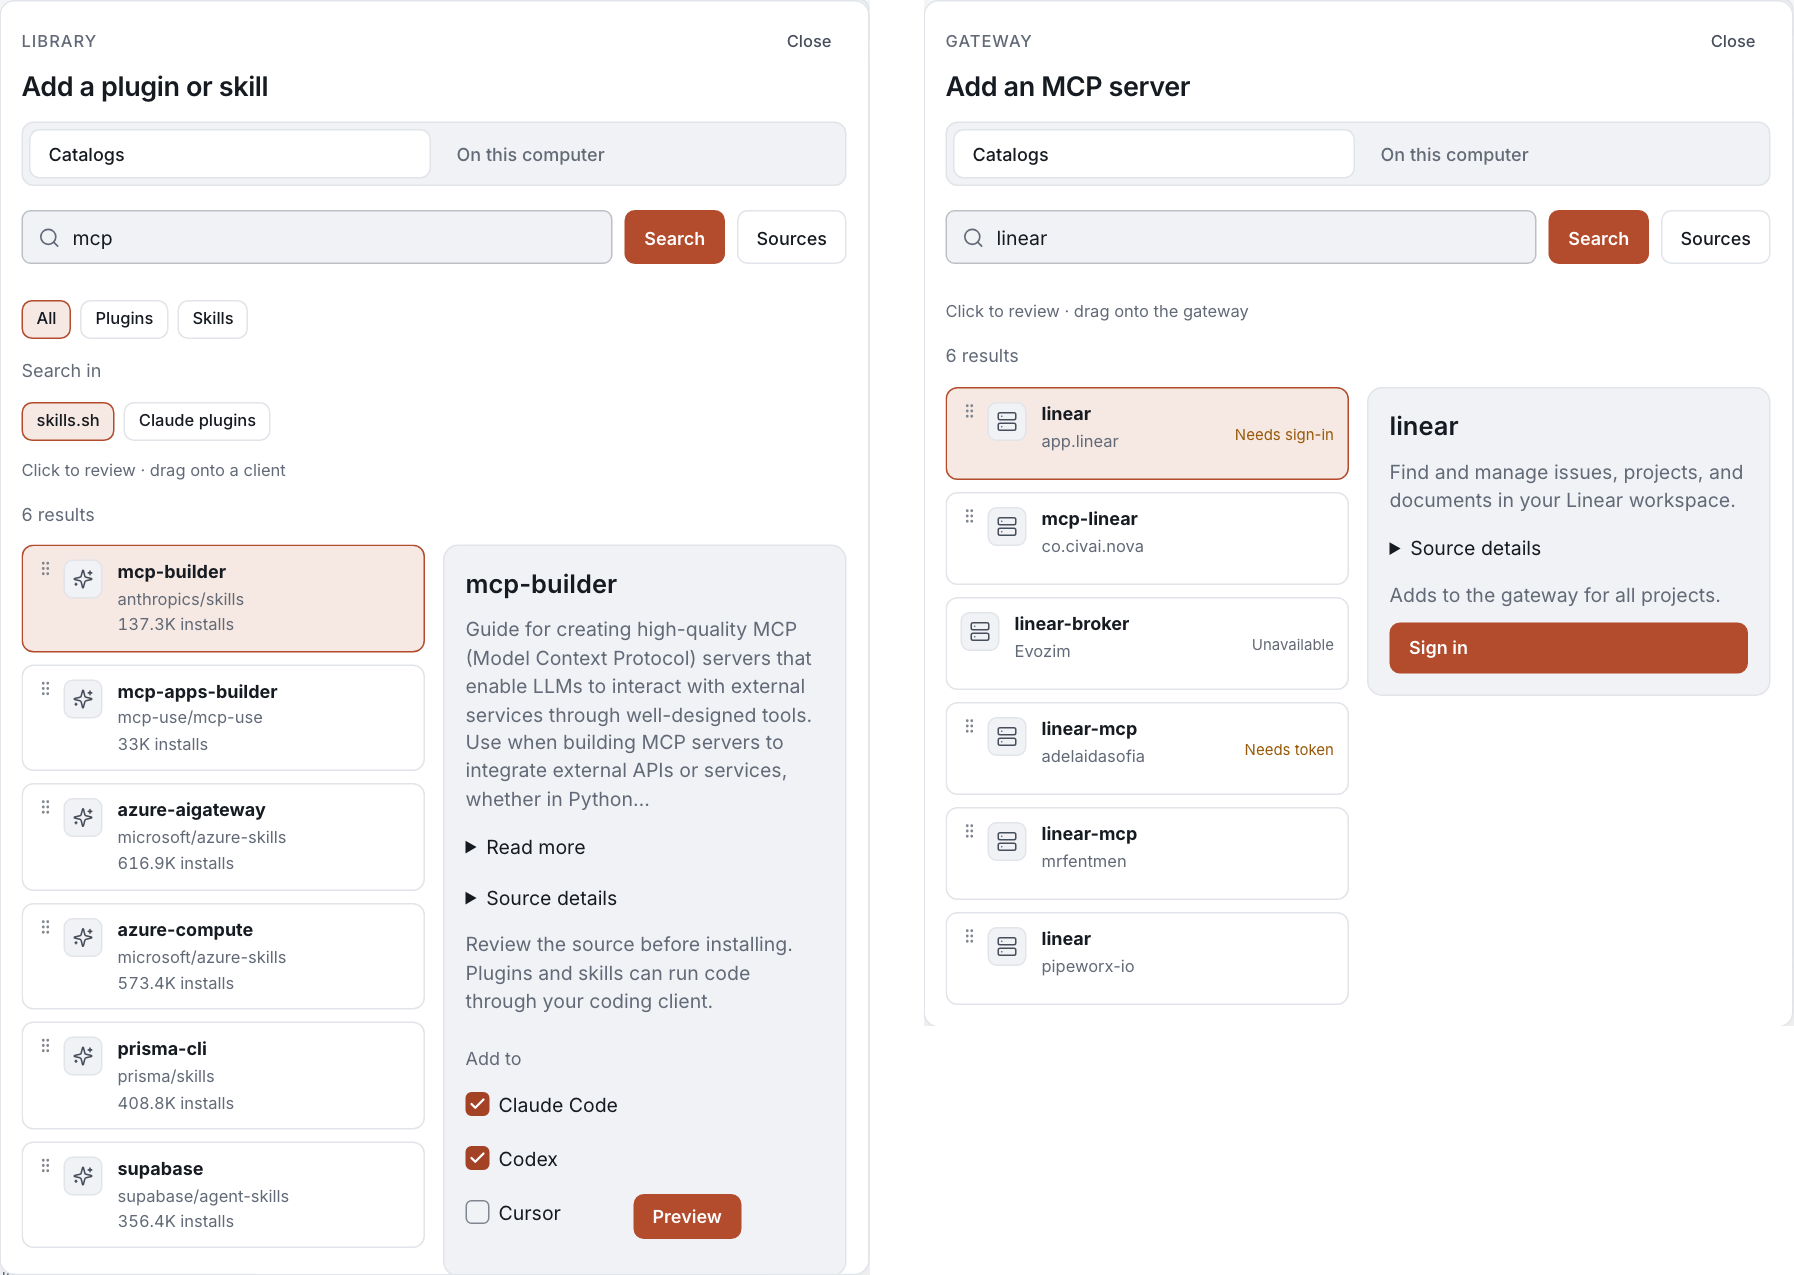 LIBRARY
Close
Add a plugin or skill
Catalogs
On this computer
mcp
Search
Sources
All
Plugins
Skills
Search in
skills.sh
Claude plugins
Click to review · drag onto a client
6 results
mcp-builder
anthropics/skills
137.3K installs
mcp-apps-builder
mcp-use/mcp-use
33K installs
azure-aigateway
microsoft/azure-skills
616.9K installs
azure-compute
microsoft/azure-skills
573.4K installs
prisma-cli
prisma/skills
408.8K installs
supabase
supabase/agent-skills
356.4K installs
mcp-builder
Guide for creating high-quality MCP
(Model Context Protocol) servers that
enable LLMs to interact with external
services through well-designed tools.
Use when building MCP servers to
integrate external APIs or services,
whether in Python...
Read more
Source details
Review the source before installing.
Plugins and skills can run code
through your coding client.
Add to
Claude Code
Codex
Cursor
Preview
GATEWAY
Close
Add an MCP server
Catalogs
On this computer
linear
Search
Sources
Click to review · drag onto the gateway
6 results
linear
app.linear
Needs sign-in
mcp-linear
co.civai.nova
linear-broker
Evozim
Unavailable
linear-mcp
adelaidasofia
Needs token
linear-mcp
mrfentmen
linear
pipeworx-io
linear
Find and manage issues, projects, and
documents in your Linear workspace.
Source details
Adds to the gateway for all projects.
Sign in